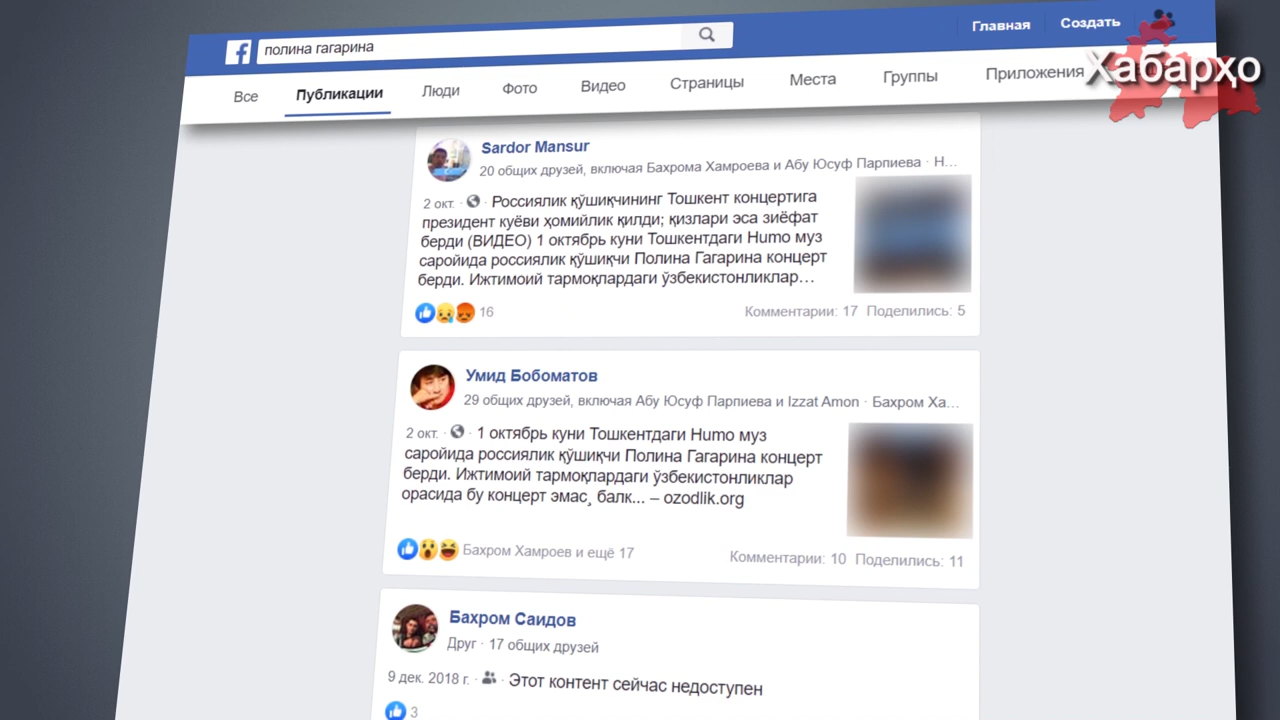 полина гагарина
Главная
Создать
Хабарҳо
Все
Публикации
Люди
Фото
Видео
Страницы
Места
Группы
Приложения
Sardor Mansur
20 общих друзей, включая Бахрома Хамроева и Абу Юсуф Парпиева · Н…
2 окт. · Россиялик қўшиқчининг Тошкент концертига
президент куёви ҳомийлик қилди; қизлари эса зиёфат
берди (ВИДЕО) 1 октябрь куни Тошкентдаги Humo муз
саройида россиялик қўшиқчи Полина Гагарина концерт
берди. Ижтимоий тармоқлардаги ўзбекистонликлар…
16
Комментарии: 17 Поделились: 5
Умид Бобоматов
29 общих друзей, включая Абу Юсуф Парпиева и Izzat Amon · Бахром Ха…
2 окт. · 1 октябрь куни Тошкентдаги Humo муз
саройида россиялик қўшиқчи Полина Гагарина концерт
берди. Ижтимоий тармоқлардаги ўзбекистонликлар
орасида бу концерт эмас¸ балк... – ozodlik.org
Бахром Хамроев и ещё 17
Комментарии: 10 Поделились: 11
Бахром Саидов
Друг · 17 общих друзей
9 дек. 2018 г. · Этот контент сейчас недоступен
3